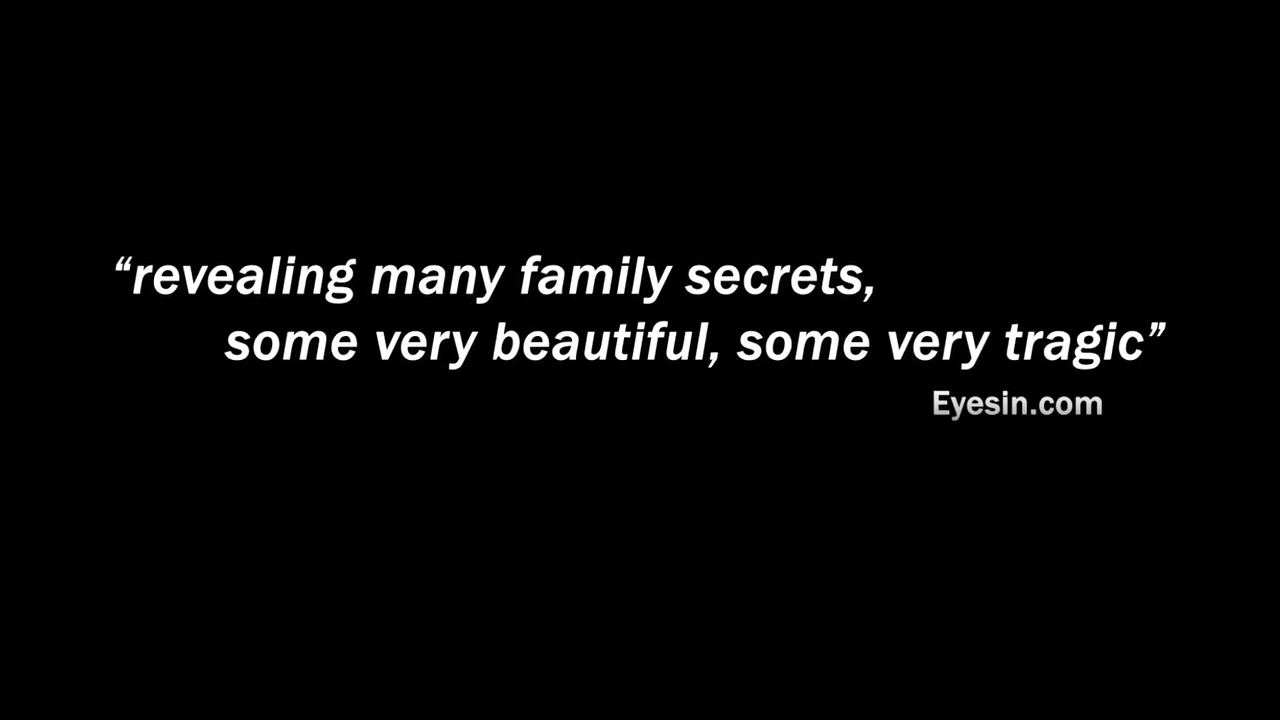 “revealing many family secrets,
some very beautiful, some very tragic”
Eyesin.com